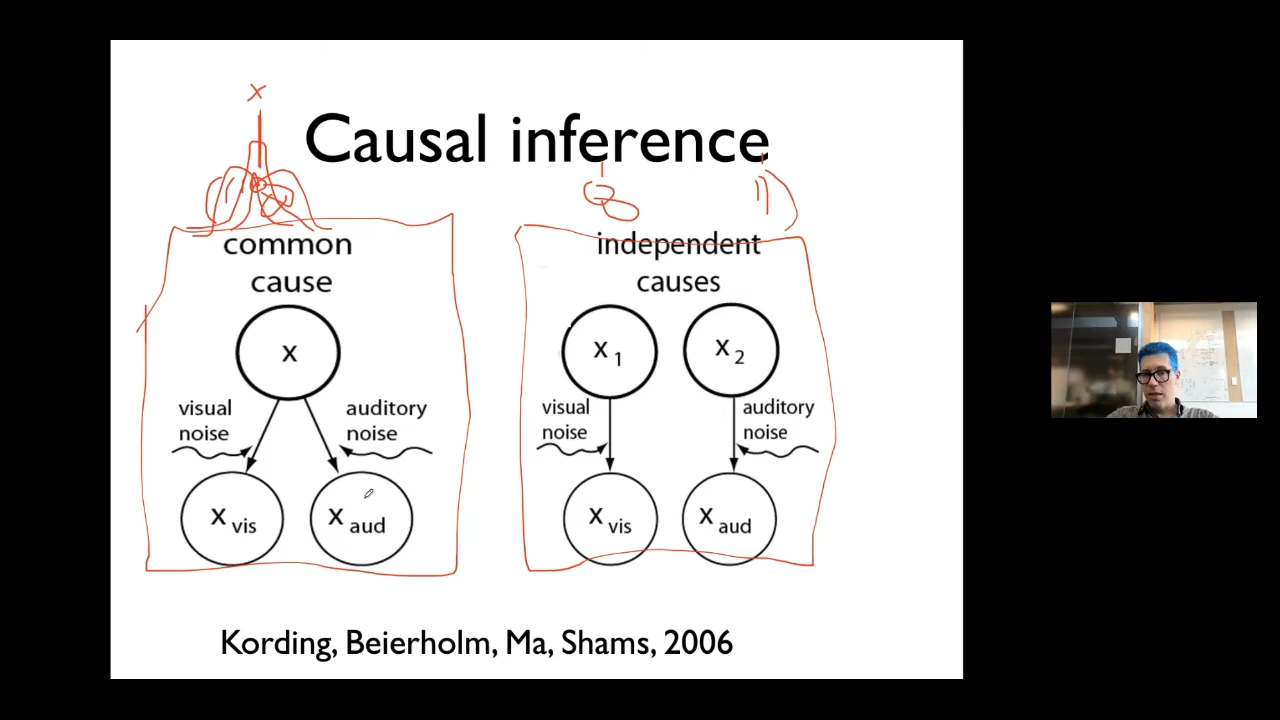 x
Causal inference
common
cause
x
visual
noise
auditory
noise
x vis
x aud
independent
causes
x 1
x 2
visual
noise
auditory
noise
x vis
x aud
Kording, Beierholm, Ma, Shams, 2006